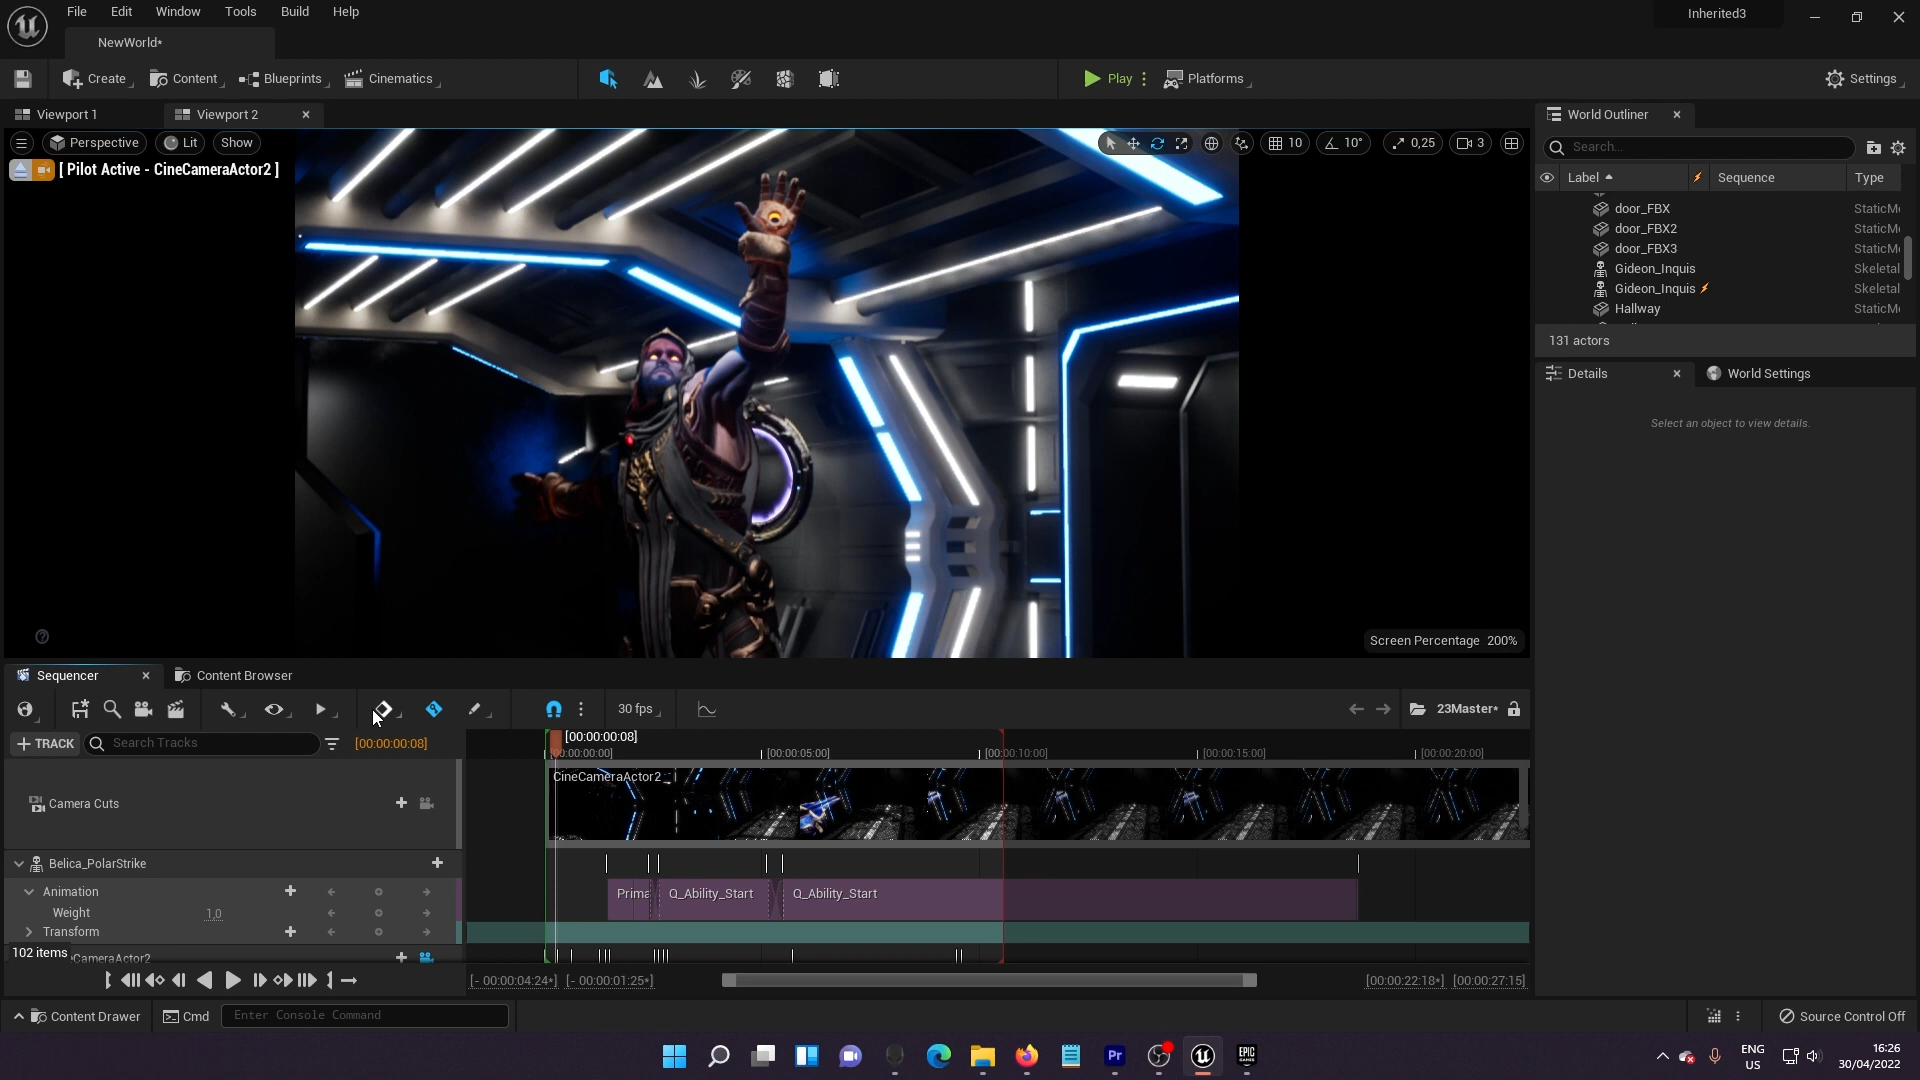 File Edit Window Tools Build Help
Inherited3
NewWorld*
Create Content Blueprints Cinematics
Play Platforms
Settings
Viewport 1
Viewport 2
Perspective Lit Show
10 10° 0,25 3
[ Pilot Active - CineCameraActor2 ]
Screen Percentage 200%
World Outliner
Search...
Label Sequence Type
door_FBX StaticM
door_FBX2 StaticM
door_FBX3 StaticM
Gideon_Inquis Skeletal
Gideon_Inquis Skeletal
Hallway StaticM
131 actors
Details
World Settings
Select an object to view details.
Sequencer
Content Browser
30 fps
23Master*
+ TRACK
Search Tracks
[00:00:00:08]
[00:00:00:08]
[00:00:00:00] [00:00:05:00] [00:00:10:00] [00:00:15:00] [00:00:20:00]
Camera Cuts
CineCameraActor2
Belica_PolarStrike
Animation
Prima Q_Ability_Start Q_Ability_Start
Weight 1,0
Transform
102 items
CameraActor2
[- 00:00:04:24*] [- 00:00:01:25*] [00:00:22:18*] [00:00:27:15]
Content Drawer Cmd Enter Console Command
Source Control Off
Pr
EPIC GAMES
ENG
US
16:26
30/04/2022